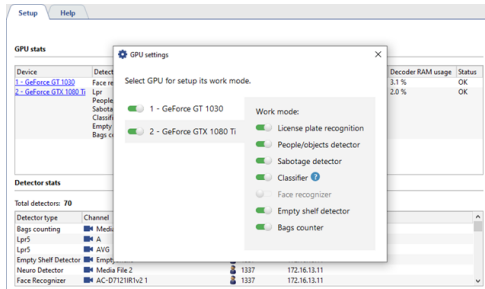 Setup Help
GPU stats
GPU settings
Device Detect Decoder RAM usage Status
1 - GeForce GT 1030 Face re 3.1 % OK
2 - GeForce GTX 1080 Ti Lpr 2.0 % OK
People
Sabota
Classifi
Empty
Bags co
Select GPU for setup its work mode.
1 - GeForce GT 1030
2 - GeForce GTX 1080 Ti
Work mode:
License plate recognition
People/objects detector
Sabotage detector
Classifier ?
Face recognizer
Empty shelf detector
Bags counter
Detector stats
Total detectors: 70
Detector type Channel
Bags counting Medi
Lpr5 A
Lpr5 AVG
Empty Shelf Detector Empt
Neuro Detector Media File 2 1337 172.16.13.11
Face Recognizer AC-D7121IR1v2 1 1337 172.16.13.11